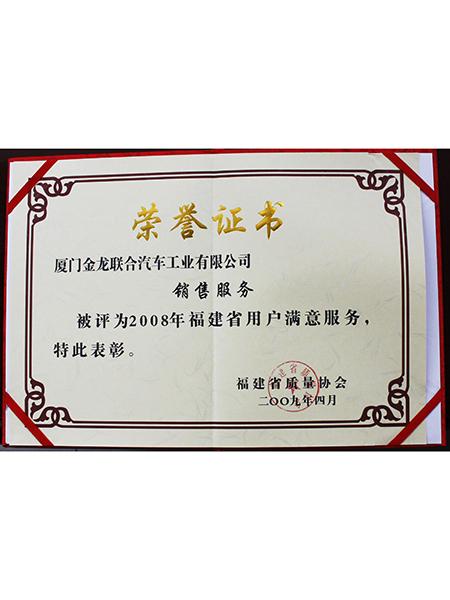 荣誉证书
厦门金龙联合汽车工业有限公司
销售服务
被评为2008年福建省用户满意服务，
特此表彰。
福建省质量协会
二〇〇九年四月